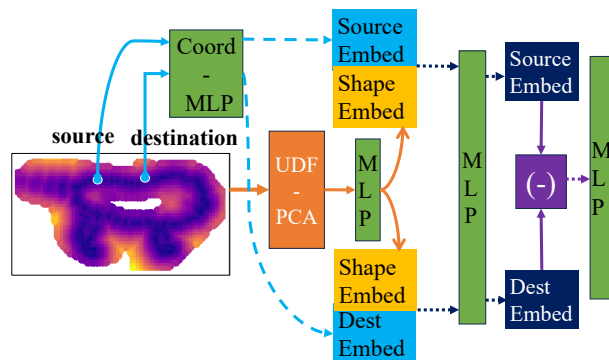 Coord
-
MLP
source
destination
UDF
-
PCA
M
L
P
Source
Embed
Shape
Embed
Shape
Embed
Dest
Embed
M
L
P
Source
Embed
(-)
Dest
Embed
M
L
P